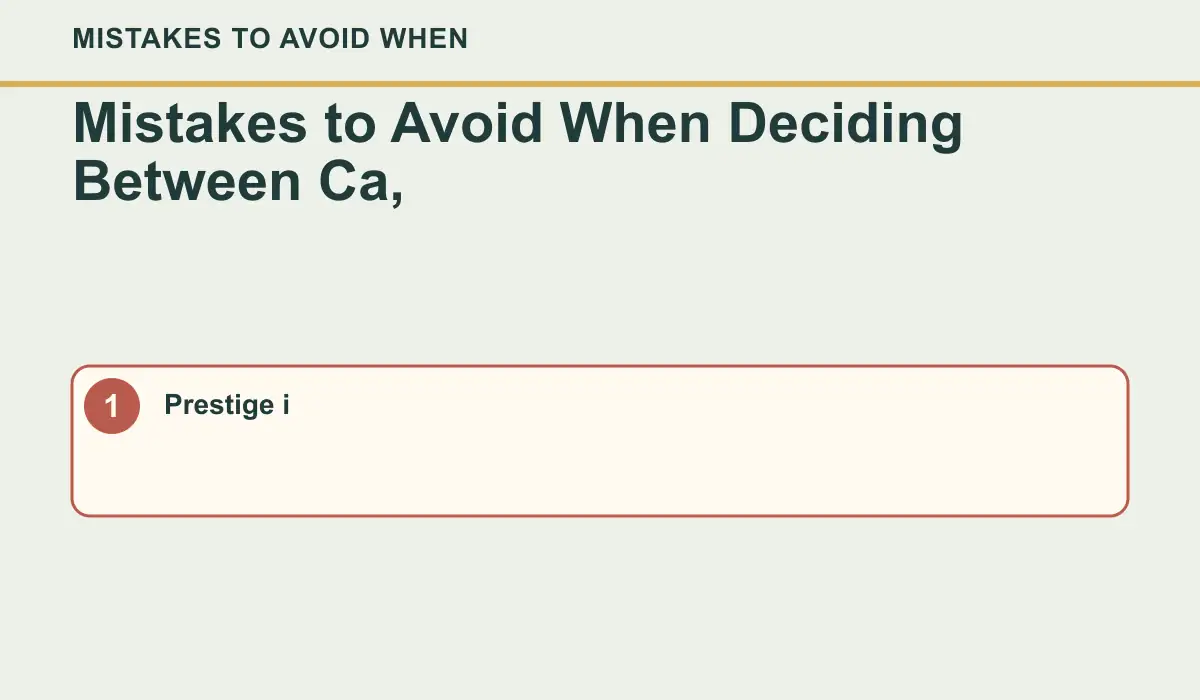 MISTAKES TO AVOID WHEN
Mistakes to Avoid When Deciding
Between Ca,
1
Prestige i